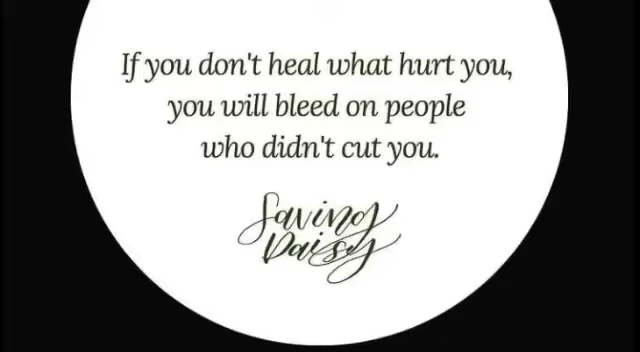 If you don't heal what hurt you,
you will bleed on people
who didn't cut you.
Saving
Daisy